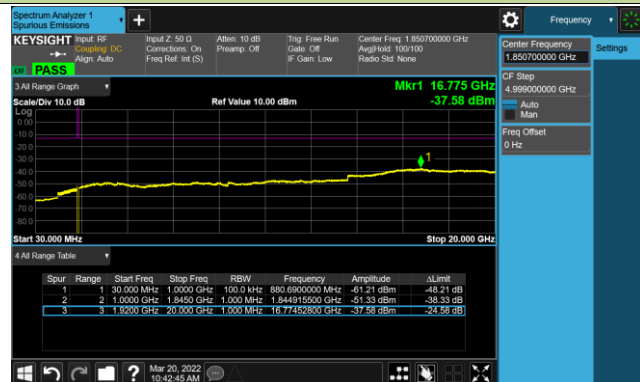 Spectrum Analyzer 1
Spurious Emissions
+
Frequency
KEYSIGHT Input: RF Input Z: 50 Ω Atten: 10 dB Trig: Free Run Center Freq: 1.850700000 GHz
Coupling: DC Corrections: On Preamp: Off Gate: Off Avg|Hold: 100/100
Align: Auto Freq Ref: Int (S) IF Gain: Low Radio Std: None
PASS
Center Frequency
1.850700000 GHz
Settings
CF Step
4.999000000 GHz
Auto
Man
Freq Offset
0 Hz
3 All Range Graph
Mkr1 16.775 GHz
Scale/Div 10.0 dB Ref Value 10.00 dBm -37.58 dBm
Log
0.00
-10.0
-20.0
-30.0
-40.0
-50.0
-60.0
-70.0
-80.0
1
Start 30.000 MHz Stop 20.000 GHz
4 All Range Table
Spur Range Start Freq Stop Freq RBW Frequency Amplitude ΔLimit
1 1 30.000 MHz 1.0000 GHz 100.0 kHz 880.6900000 MHz -61.21 dBm -48.21 dB
2 2 1.0000 GHz 1.8450 GHz 1.000 MHz 1.844915500 GHz -51.33 dBm -38.33 dB
3 3 1.9200 GHz 20.000 GHz 1.000 MHz 16.77452800 GHz -37.58 dBm -24.58 dB
?
Mar 20, 2022
10:42:45 AM